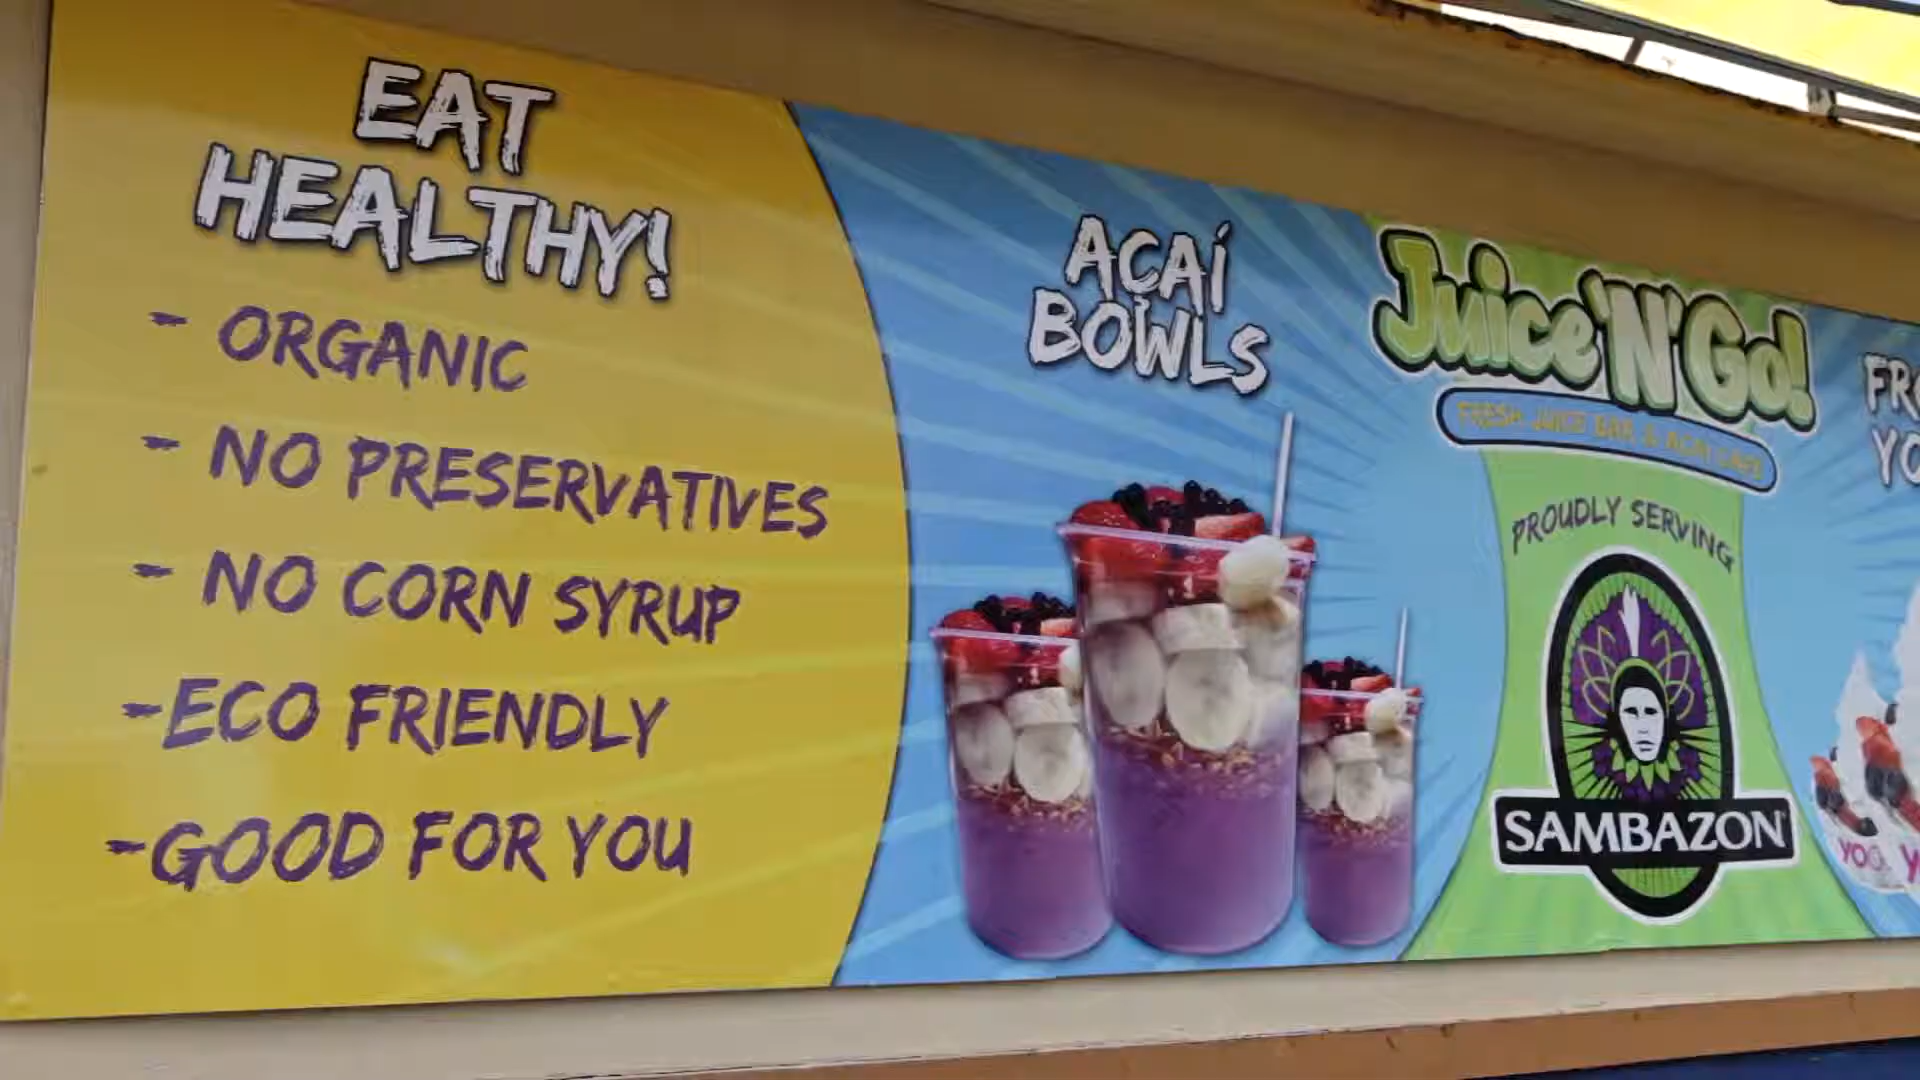 EAT
HEALTHY!
- ORGANIC
- NO PRESERVATIVES
- NO CORN SYRUP
-ECO FRIENDLY
-GOOD FOR YOU
AÇAÍ
BOWLS
Juice 'N' Go!
FRESH JUICE BAR & ACAI CAFE
PROUDLY SERVING
SAMBAZON